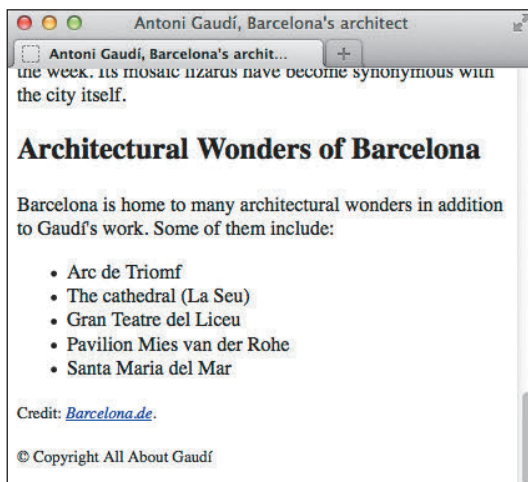 Antoni Gaudí, Barcelona's architect
Antoni Gaudí, Barcelona's archit...
the week. Its mosaic lizards have become synonymous with
the city itself.
Architectural Wonders of Barcelona
Barcelona is home to many architectural wonders in addition
to Gaudí's work. Some of them include:
• Arc de Triomf
• The cathedral (La Seu)
• Gran Teatre del Liceu
• Pavilion Mies van der Rohe
• Santa Maria del Mar
Credit: Barcelona.de.
© Copyright All About Gaudí